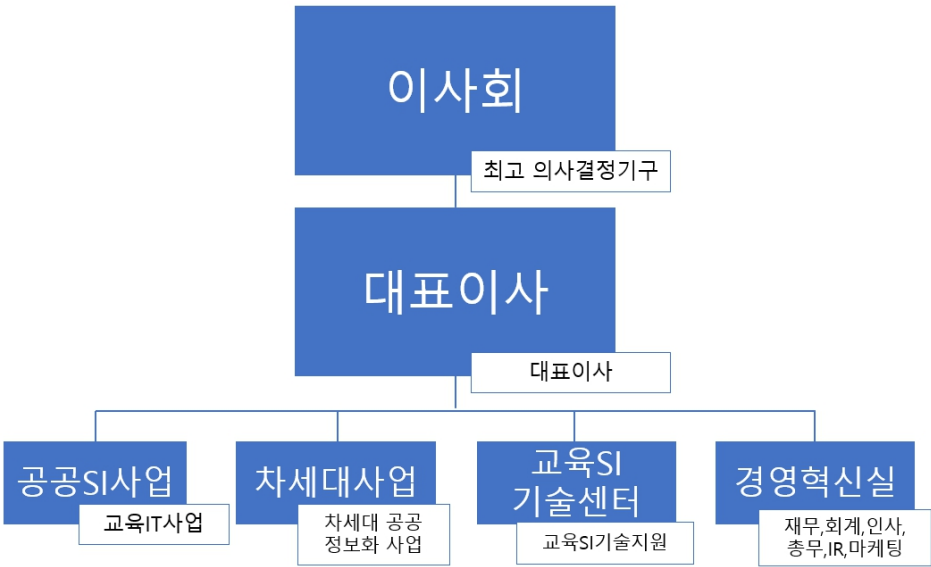 이사회
최고 의사결정기구
대표이사
대표이사
공공SI사업
교육IT사업
차세대사업
차세대 공공
정보화 사업
교육SI
기술센터
교육SI기술지원
경영혁신실
재무,회계,인사,
총무,IR,마케팅